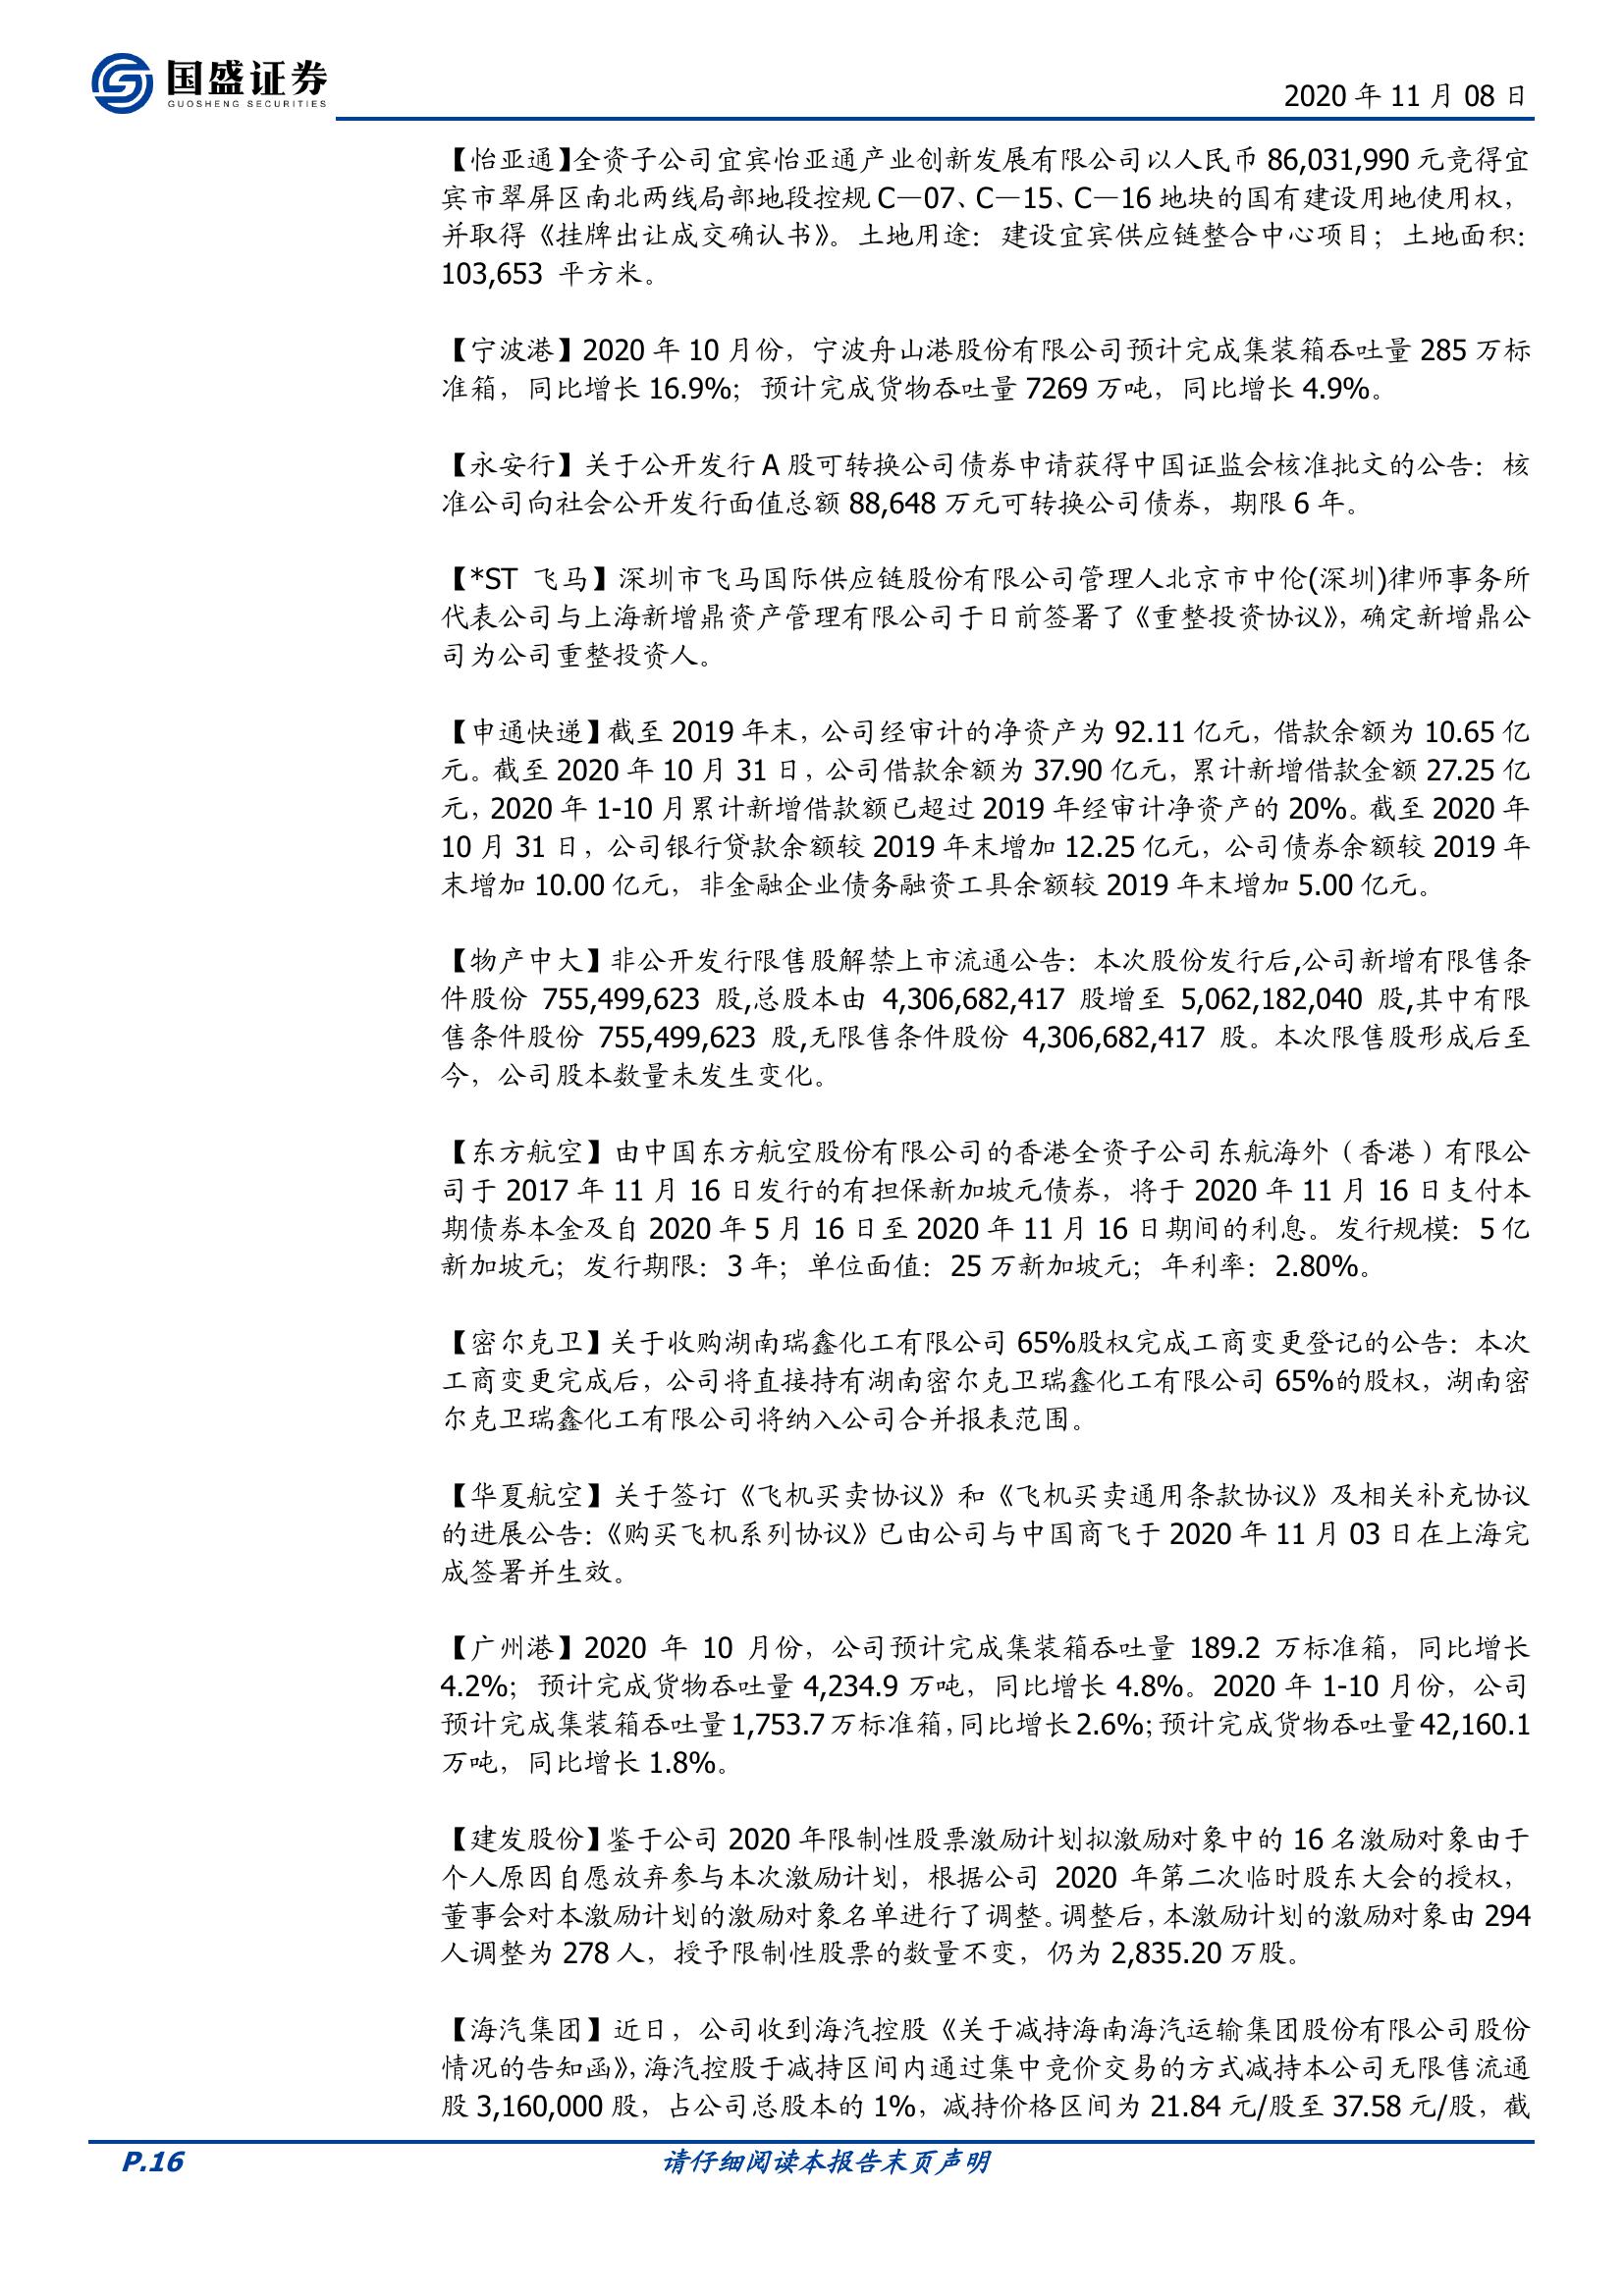 国盛证券
GUOSHENG SECURITIES
2020 年 11 月 08 日
【怡亚通】全资子公司宜宾怡亚通产业创新发展有限公司以人民币 86,031,990 元竞得宜
宾市翠屏区南北两线局部地段控规 C—07、C—15、C—16 地块的国有建设用地使用权，
并取得《挂牌出让成交确认书》。土地用途：建设宜宾供应链整合中心项目；土地面积：
103,653 平方米。
【宁波港】2020 年 10 月份，宁波舟山港股份有限公司预计完成集装箱吞吐量 285 万标
准箱，同比增长 16.9%；预计完成货物吞吐量 7269 万吨，同比增长 4.9%。
【永安行】关于公开发行 A 股可转换公司债券申请获得中国证监会核准批文的公告：核
准公司向社会公开发行面值总额 88,648 万元可转换公司债券，期限 6 年。
【*ST 飞马】深圳市飞马国际供应链股份有限公司管理人北京市中伦(深圳)律师事务所
代表公司与上海新增鼎资产管理有限公司于日前签署了《重整投资协议》，确定新增鼎公
司为公司重整投资人。
【申通快递】截至 2019 年末，公司经审计的净资产为 92.11 亿元，借款余额为 10.65 亿
元。截至 2020 年 10 月 31 日，公司借款余额为 37.90 亿元，累计新增借款金额 27.25 亿
元，2020 年 1-10 月累计新增借款额已超过 2019 年经审计净资产的 20%。截至 2020 年
10 月 31 日，公司银行贷款余额较 2019 年末增加 12.25 亿元，公司债券余额较 2019 年
末增加 10.00 亿元，非金融企业债务融资工具余额较 2019 年末增加 5.00 亿元。
【物产中大】非公开发行限售股解禁上市流通公告：本次股份发行后,公司新增有限售条
件股份 755,499,623 股,总股本由 4,306,682,417 股增至 5,062,182,040 股,其中有限
售条件股份 755,499,623 股,无限售条件股份 4,306,682,417 股。本次限售股形成后至
今，公司股本数量未发生变化。
【东方航空】由中国东方航空股份有限公司的香港全资子公司东航海外（香港）有限公
司于 2017 年 11 月 16 日发行的有担保新加坡元债券，将于 2020 年 11 月 16 日支付本
期债券本金及自 2020 年 5 月 16 日至 2020 年 11 月 16 日期间的利息。发行规模：5 亿
新加坡元；发行期限：3 年；单位面值：25 万新加坡元；年利率：2.80%。
【密尔克卫】关于收购湖南瑞鑫化工有限公司 65%股权完成工商变更登记的公告：本次
工商变更完成后，公司将直接持有湖南密尔克卫瑞鑫化工有限公司 65%的股权，湖南密
尔克卫瑞鑫化工有限公司将纳入公司合并报表范围。
【华夏航空】关于签订《飞机买卖协议》和《飞机买卖通用条款协议》及相关补充协议
的进展公告：《购买飞机系列协议》已由公司与中国商飞于 2020 年 11 月 03 日在上海完
成签署并生效。
【广州港】2020 年 10 月份，公司预计完成集装箱吞吐量 189.2 万标准箱，同比增长
4.2%；预计完成货物吞吐量 4,234.9 万吨，同比增长 4.8%。2020 年 1-10 月份，公司
预计完成集装箱吞吐量 1,753.7 万标准箱，同比增长 2.6%；预计完成货物吞吐量 42,160.1
万吨，同比增长 1.8%。
【建发股份】鉴于公司 2020 年限制性股票激励计划拟激励对象中的 16 名激励对象由于
个人原因自愿放弃参与本次激励计划，根据公司 2020 年第二次临时股东大会的授权，
董事会对本激励计划的激励对象名单进行了调整。调整后，本激励计划的激励对象由 294
人调整为 278 人，授予限制性股票的数量不变，仍为 2,835.20 万股。
【海汽集团】近日，公司收到海汽控股《关于减持海南海汽运输集团股份有限公司股份
情况的告知函》，海汽控股于减持区间内通过集中竞价交易的方式减持本公司无限售流通
股 3,160,000 股，占公司总股本的 1%，减持价格区间为 21.84 元/股至 37.58 元/股，截
P.16
请仔细阅读本报告末页声明